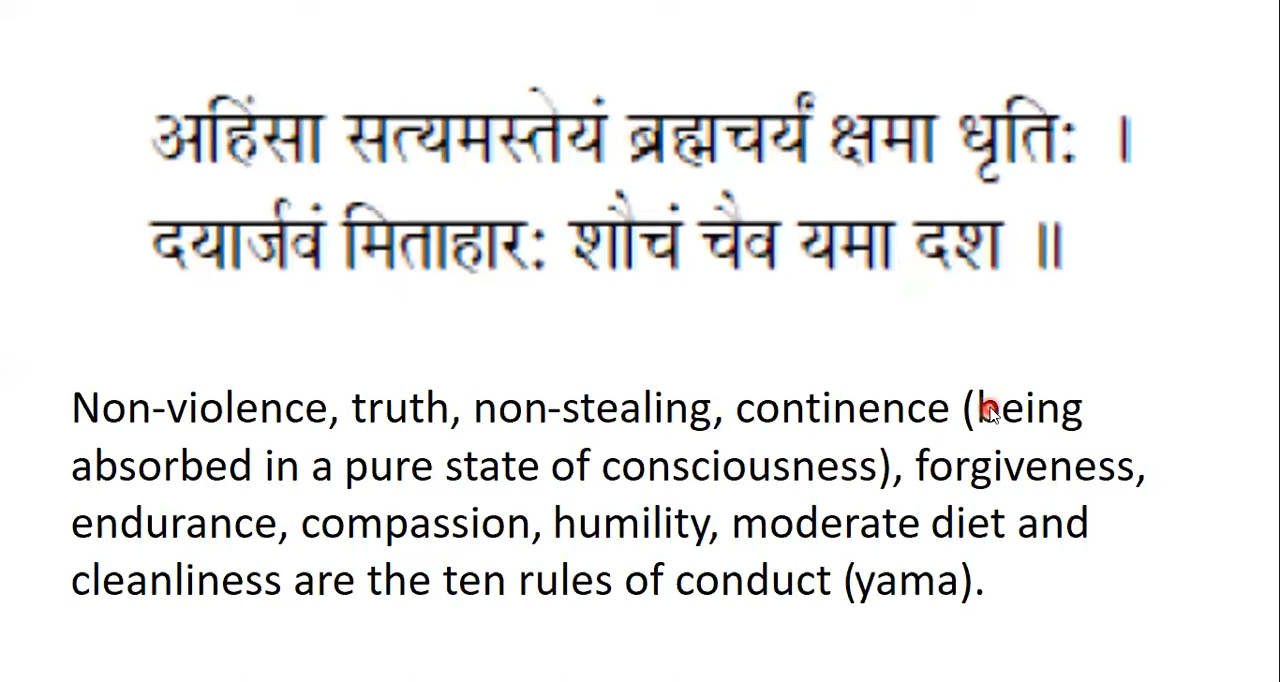 अहिंसा सत्यमस्तेयं ब्रह्मचर्यं क्षमा धृतिः ।
दयार्जवं मिताहारः शौचं चैव यमा दश ॥
Non-violence, truth, non-stealing, continence (being
absorbed in a pure state of consciousness), forgiveness,
endurance, compassion, humility, moderate diet and
cleanliness are the ten rules of conduct (yama).